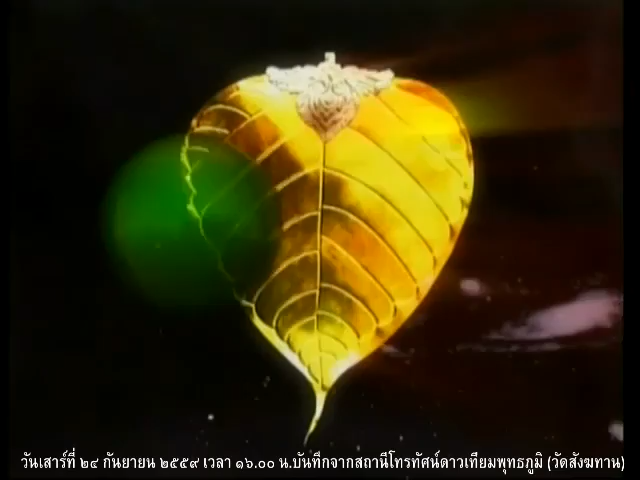 วันเสาร์ที่ ๒๔ กันยายน ๒๕๕๙ เวลา ๑๖.๐๐ น.บันทึกจากสถานีโทรทัศน์ดาวเทียมพุทธภูมิ (วัดสังฆทาน)